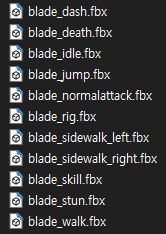 blade_dash.fbx
blade_death.fbx
blade_idle.fbx
blade_jump.fbx
blade_normalattack.fbx
blade_rig.fbx
blade_sidewalk_left.fbx
blade_sidewalk_right.fbx
blade_skill.fbx
blade_stun.fbx
blade_walk.fbx